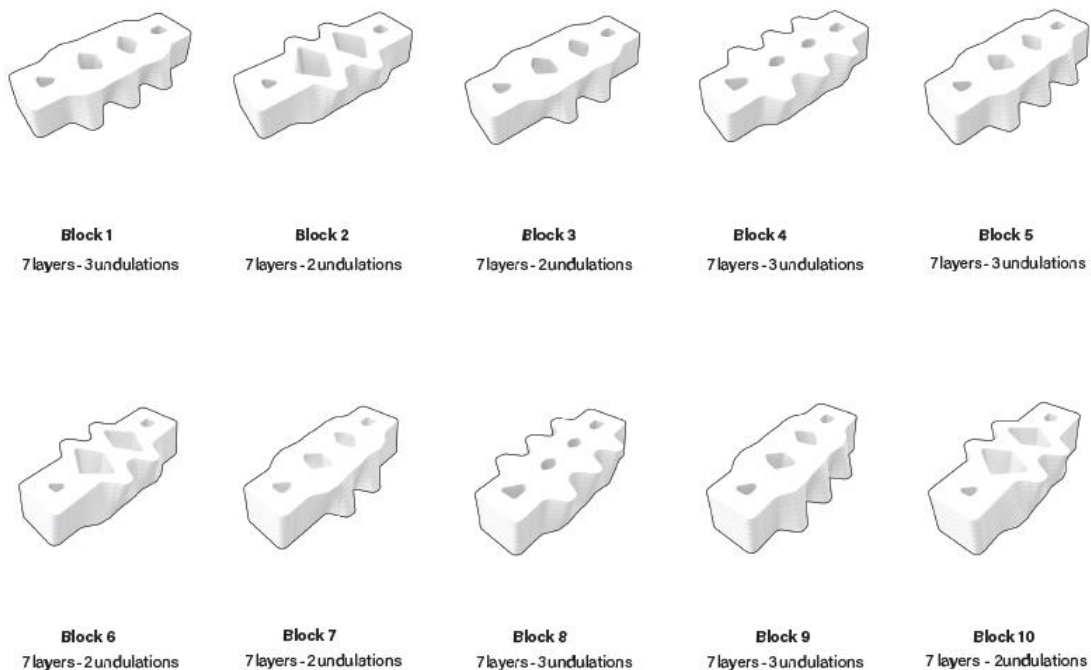 Block 1
7 layers - 3 undulations
Block 2
7 layers - 2 undulations
Block 3
7 layers - 2 undulations
Block 4
7 layers - 3 undulations
Block 5
7 layers - 3 undulations
Block 6
7 layers - 2 undulations
Block 7
7 layers - 2 undulations
Block 8
7 layers - 3 undulations
Block 9
7 layers - 3 undulations
Block 10
7 layers - 2undulations